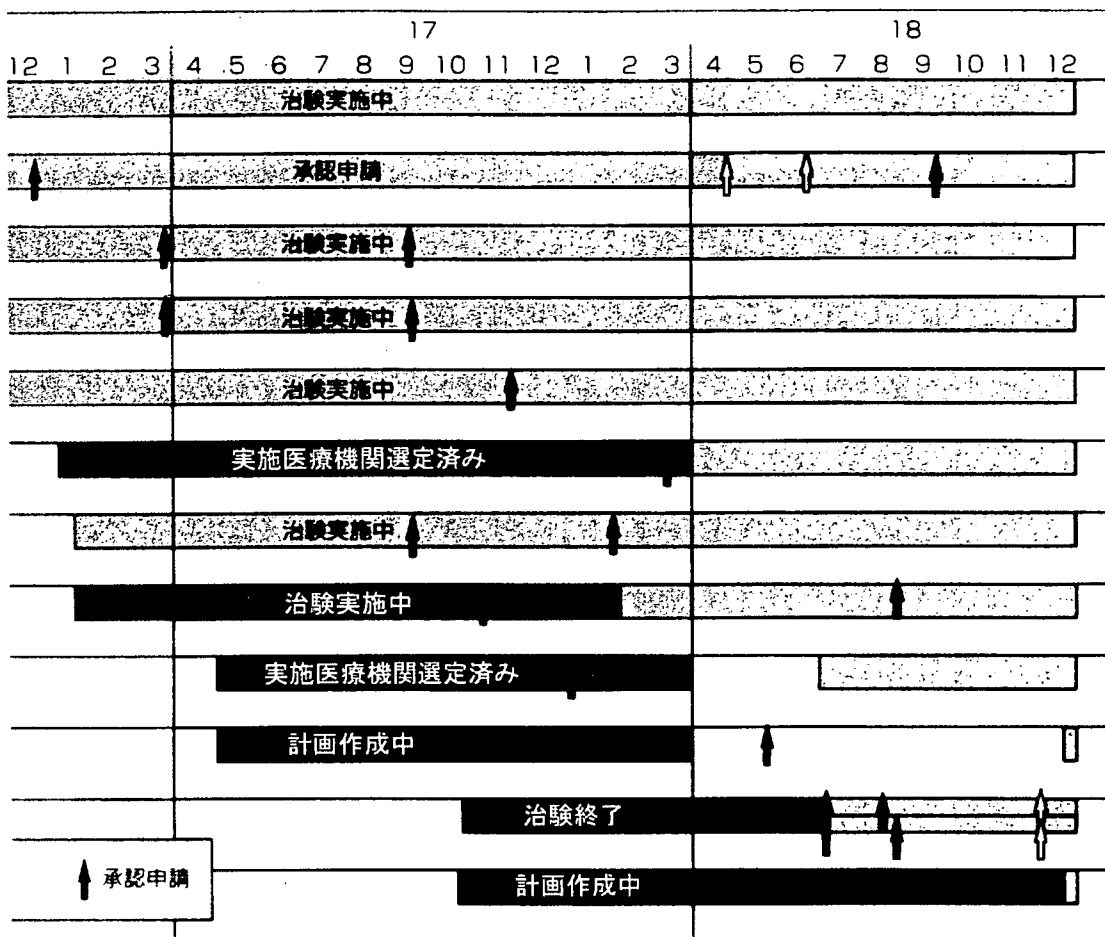 17 18
12 1 2 3 4 5 6 7 8 9 10 11 12 1 2 3 4 5 6 7 8 9 10 11 12
治験実施中
承認申請
治験実施中
治験実施中
治験実施中
実施医療機関選定済み
治験実施中
治験実施中
実施医療機関選定済み
計画作成中
治験終了
承認申請
計画作成中